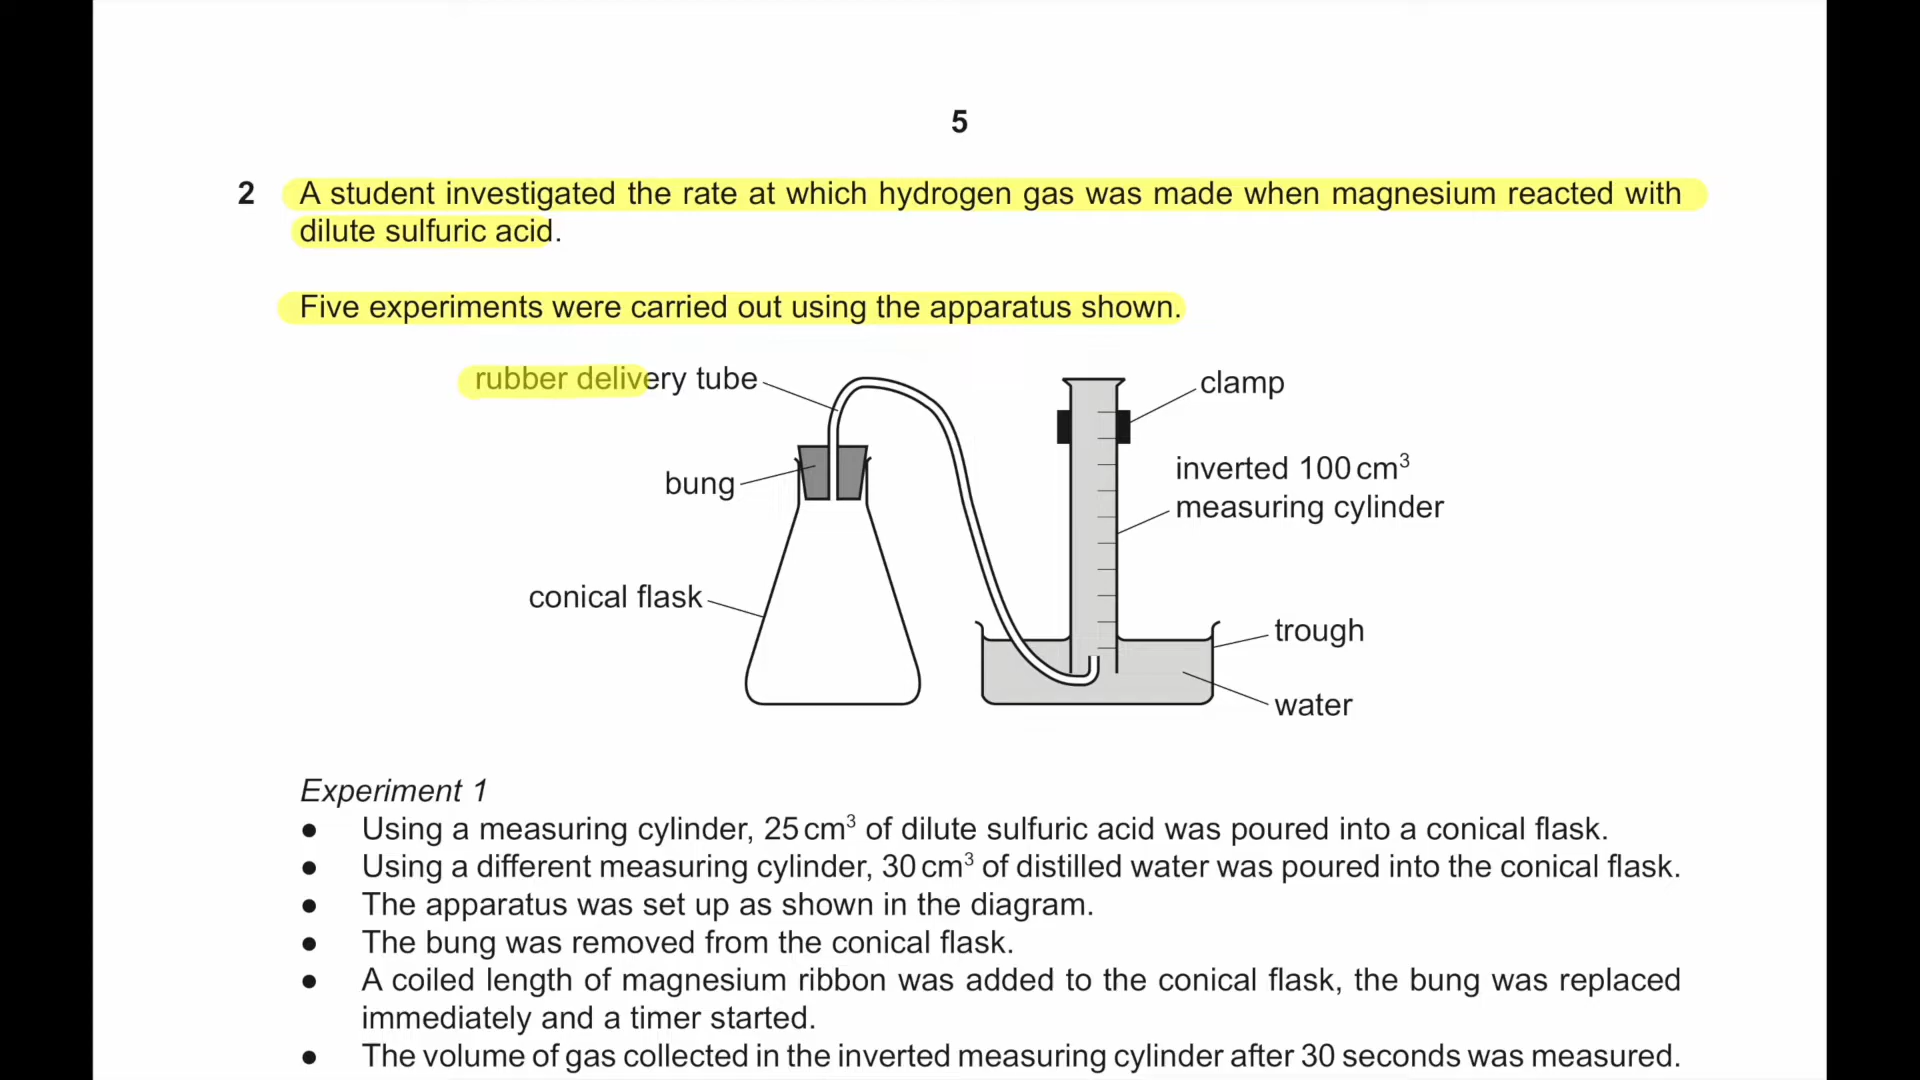 5
2 A student investigated the rate at which hydrogen gas was made when magnesium reacted with
dilute sulfuric acid.
Five experiments were carried out using the apparatus shown.
rubber delivery tube
clamp
bung
inverted 100 cm³
measuring cylinder
conical flask
trough
water
Experiment 1
● Using a measuring cylinder, 25 cm³ of dilute sulfuric acid was poured into a conical flask.
● Using a different measuring cylinder, 30 cm³ of distilled water was poured into the conical flask.
● The apparatus was set up as shown in the diagram.
● The bung was removed from the conical flask.
● A coiled length of magnesium ribbon was added to the conical flask, the bung was replaced
immediately and a timer started.
● The volume of gas collected in the inverted measuring cylinder after 30 seconds was measured.